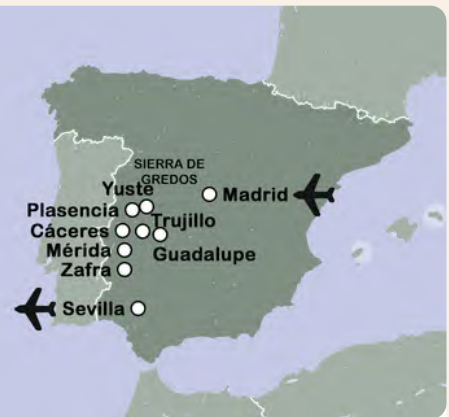 SIERRA DE
GREDOS
Yuste
Madrid
Plasencia
Trujillo
Cáceres
Guadalupe
Mérida
Zafra
Sevilla